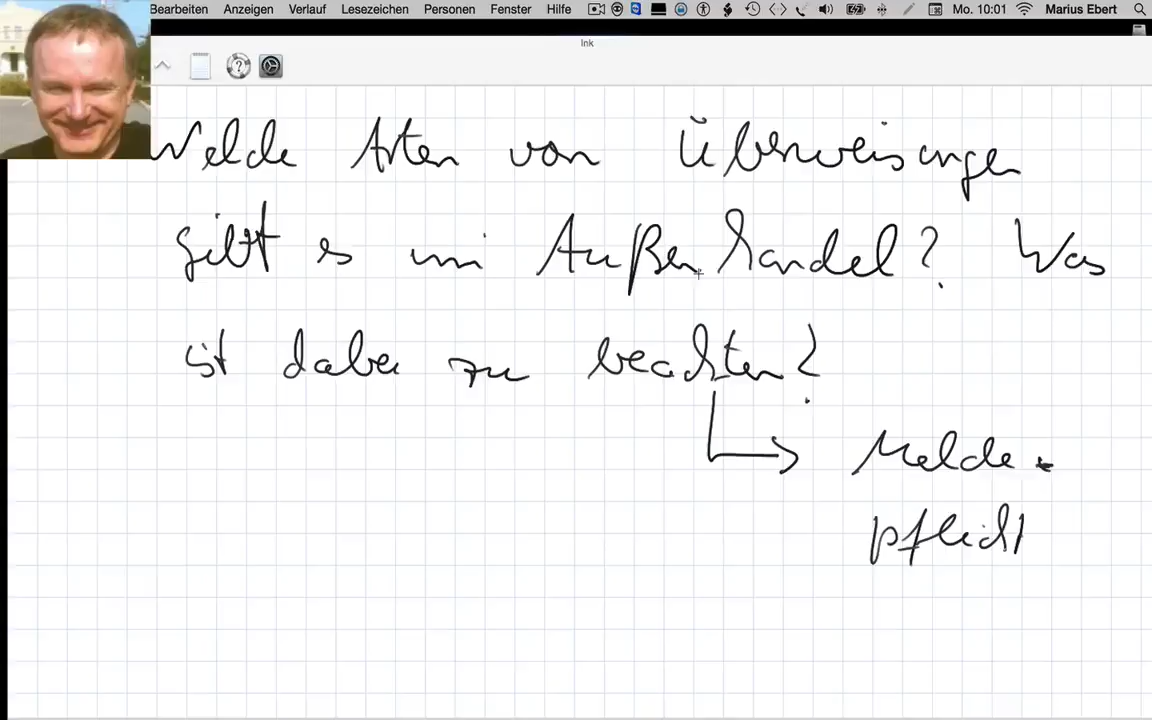 Bearbeiten Anzeigen Verlauf Lesezeichen Personen Fenster Hilfe Mo. 10:01 Marius Ebert
Ink
Welche Arten von Überweisungen
gibt es im Außenhandel? Was
ist dabei zu beachten?
Melde-
pflicht